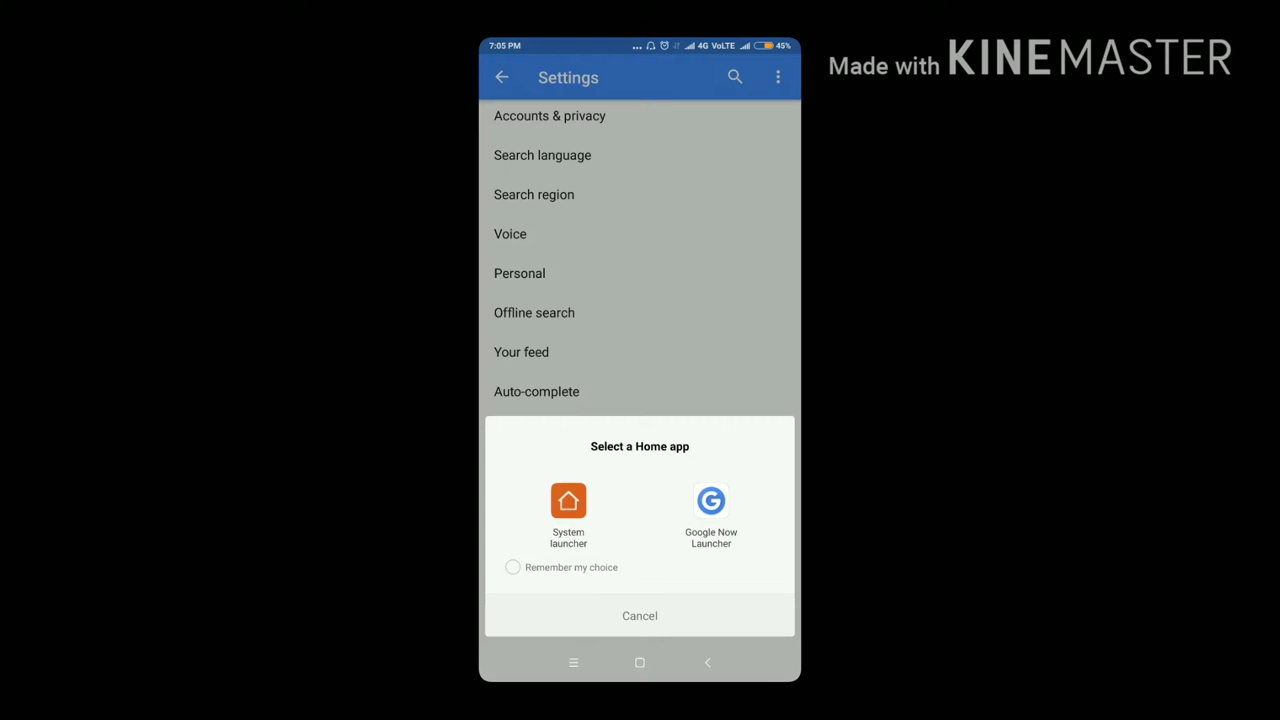 7:05 PM
... 4G VoLTE 45%
Made with KINEMASTER
Settings
Accounts & privacy
Search language
Search region
Voice
Personal
Offline search
Your feed
Auto-complete
Select a Home app
System
launcher
Google Now
Launcher
Remember my choice
Cancel